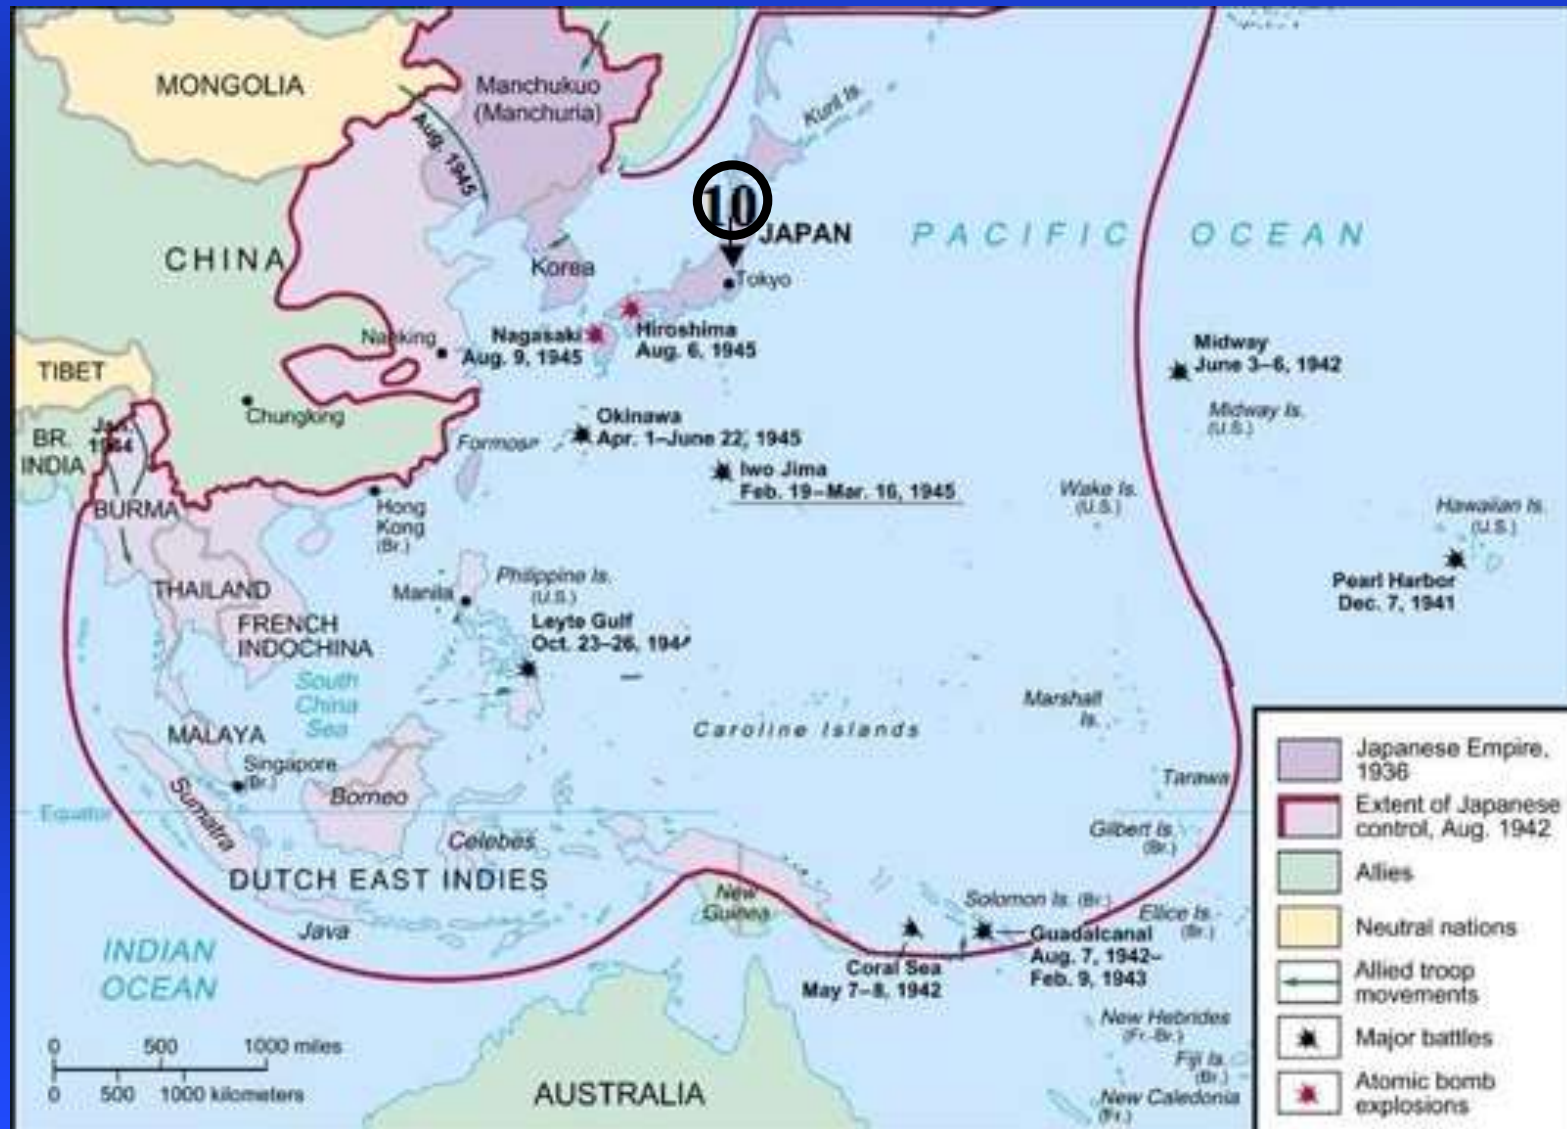 MONGOLIA
Manchukuo
(Manchuria)
Kuril Is.
Aug. 1945
10
JAPAN
PACIFIC OCEAN
CHINA
Korea
Tokyo
Nanking
Nagasaki
Aug. 9, 1945
Hiroshima
Aug. 6, 1945
Midway
June 3–6, 1942
TIBET
Midway Is.
(U.S.)
Chungking
Okinawa
Apr. 1–June 22, 1945
Formosa
BR.
INDIA
Jan.
1944
Iwo Jima
Feb. 19–Mar. 16, 1945
Wake Is.
(U.S.)
Hawaiian Is.
(U.S.)
BURMA
Hong
Kong
(Br.)
Pearl Harbor
Dec. 7, 1941
THAILAND
Manila
Philippine Is.
(U.S.)
FRENCH
INDOCHINA
Leyte Gulf
Oct. 23–26, 1944
South
China
Sea
Marshall
Is.
Caroline Islands
MALAYA
Singapore
(Br.)
Sumatra
Borneo
Tarawa
Equator
Celebes
Gilbert Is.
(Br.)
DUTCH EAST INDIES
New
Guinea
Solomon Is. (Br.)
Ellice Is.
(Br.)
Java
Guadalcanal
Aug. 7, 1942–
Feb. 9, 1943
INDIAN
OCEAN
Coral Sea
May 7–8, 1942
New Hebrides
(Fr.-Br.)
Fiji Is.
(Br.)
New Caledonia
(Fr.)
AUSTRALIA
0 500 1000 miles
0 500 1000 kilometers
Japanese Empire,
1936
Extent of Japanese
control, Aug. 1942
Allies
Neutral nations
Allied troop
movements
Major battles
Atomic bomb
explosions